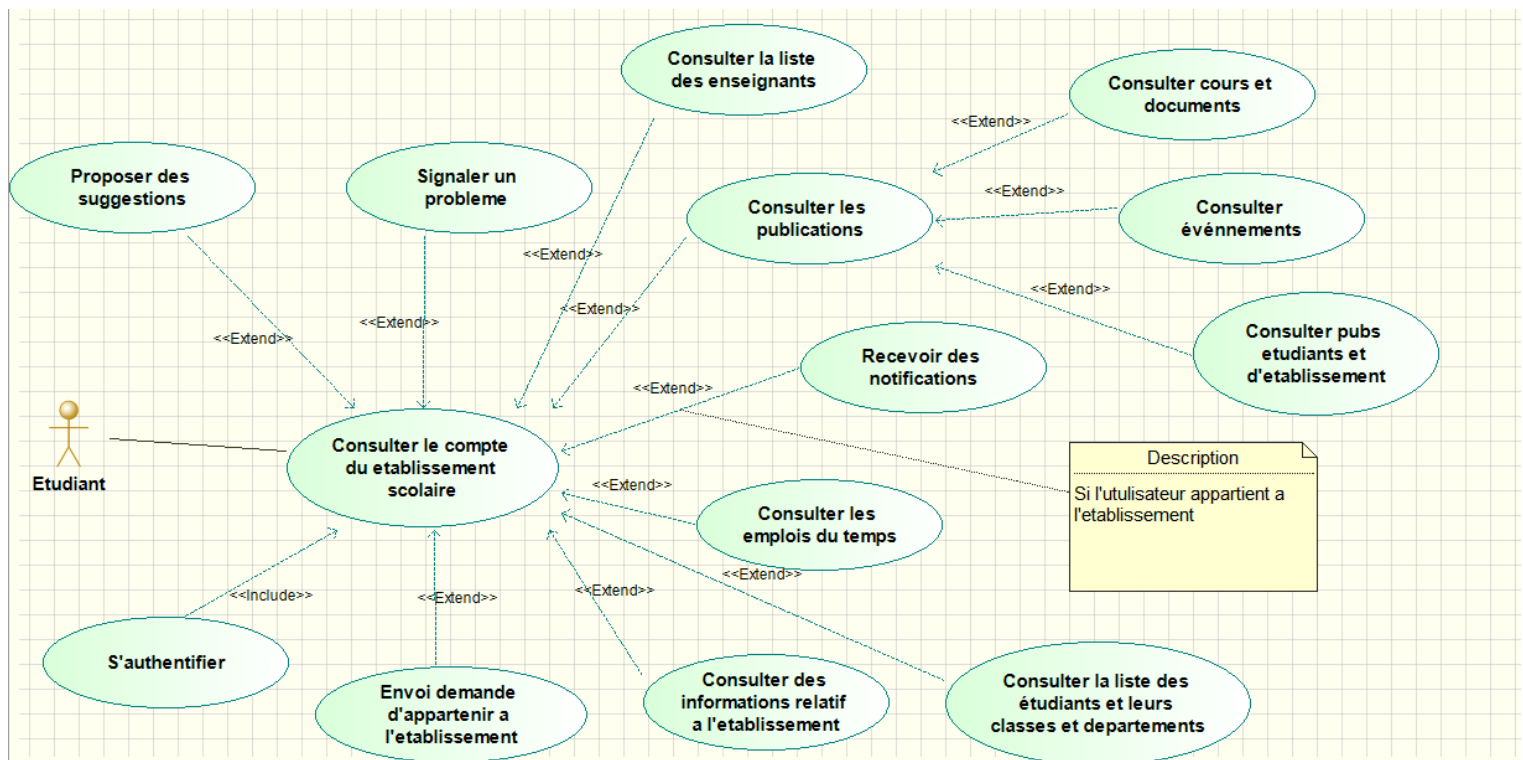 Consulter la liste
des enseignants
Consulter cours et
documents
<<Extend>>
Proposer des
suggestions
Signaler un
probleme
Consulter les
publications
<<Extend>>
Consulter
événnements
<<Extend>>
<<Extend>>
<<Extend>>
<<Extend>>
<<Extend>>
Consulter pubs
etudiants et
d'etablissement
Recevoir des
notifications
<<Extend>>
Etudiant
Consulter le compte
du etablissement
scolaire
Description
Si l'utulisateur appartient a
l'etablissement
<<Extend>>
Consulter les
emplois du temps
<<Extend>>
<<Include>>
<<Extend>>
<<Extend>>
S'authentifier
Envoi demande
d'appartenir a
l'etablissement
Consulter des
informations relatif
a l'etablissement
Consulter la liste des
étudiants et leurs
classes et departements